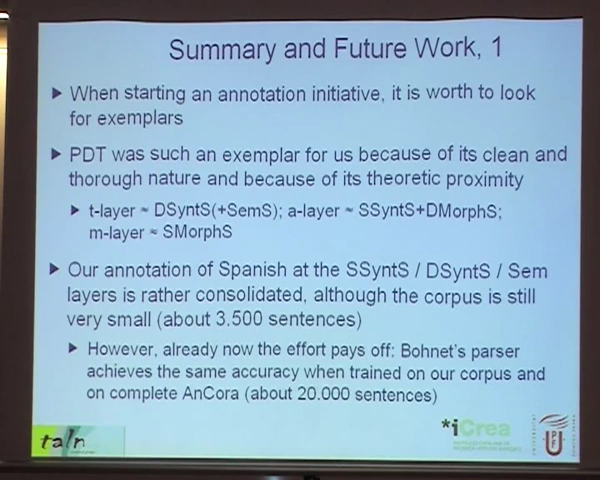 Summary and Future Work, 1
When starting an annotation initiative, it is worth to look
for exemplars
PDT was such an exemplar for us because of its clean and
thorough nature and because of its theoretic proximity
t-layer ≈ DSyntS(+SemS); a-layer ≈ SSyntS+DMorphS;
m-layer ≈ SMorphS
Our annotation of Spanish at the SSyntS / DSyntS / Sem
layers is rather consolidated, although the corpus is still
very small (about 3.500 sentences)
However, already now the effort pays off: Bohnet's parser
achieves the same accuracy when trained on our corpus and
on complete AnCora (about 20.000 sentences)
taln
*iCrea
UPF